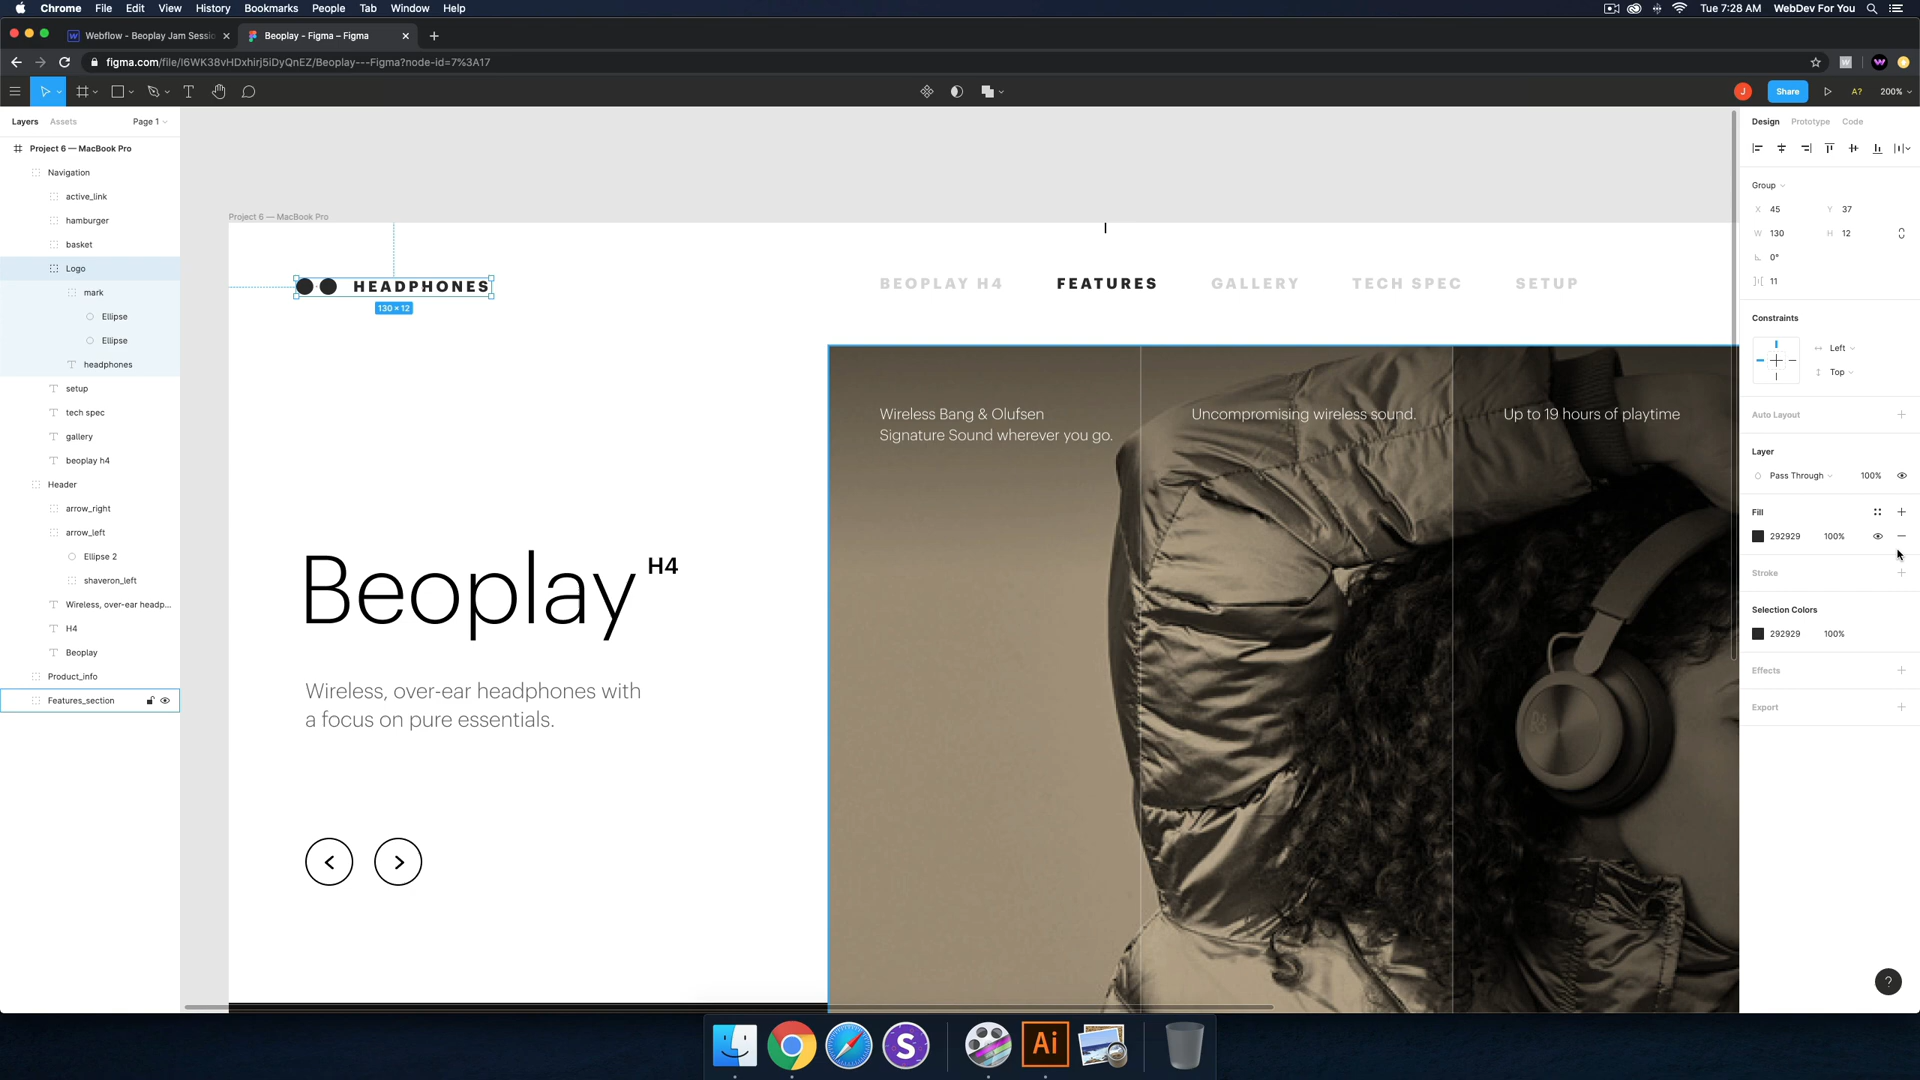 Chrome File Edit View History Bookmarks People Tab Window Help
Tue 7:28 AM WebDev For You
Webflow - Beoplay Jam Sessi
Beoplay - Figma – Figma
figma.com/file/I6WK38vHDxhirj5iDyQnEZ/Beoplay---Figma?node-id=7%3A17
J Share A? 200%
Layers Assets Page 1
Project 6 — MacBook Pro
Navigation
active_link
hamburger
basket
Logo
mark
Ellipse
Ellipse
headphones
setup
tech spec
gallery
beoplay h4
Header
arrow_right
arrow_left
Ellipse 2
shaveron_left
Wireless, over-ear headp...
H4
Beoplay
Product_info
Features_section
Project 6 — MacBook Pro
HEADPHONES
130 × 12
BEOPLAY H4 FEATURES GALLERY TECH SPEC SETUP
Wireless Bang & Olufsen
Signature Sound wherever you go.
Uncompromising wireless sound.
Up to 19 hours of playtime
Beoplay H4
Wireless, over-ear headphones with
a focus on pure essentials.
Design Prototype Code
Group
X 45 Y 37
W 130 H 12
0°
11
Constraints
Left
Top
Auto Layout
Layer
Pass Through 100%
Fill
292929 100%
Stroke
Selection Colors
292929 100%
Effects
Export
?
S
Ai